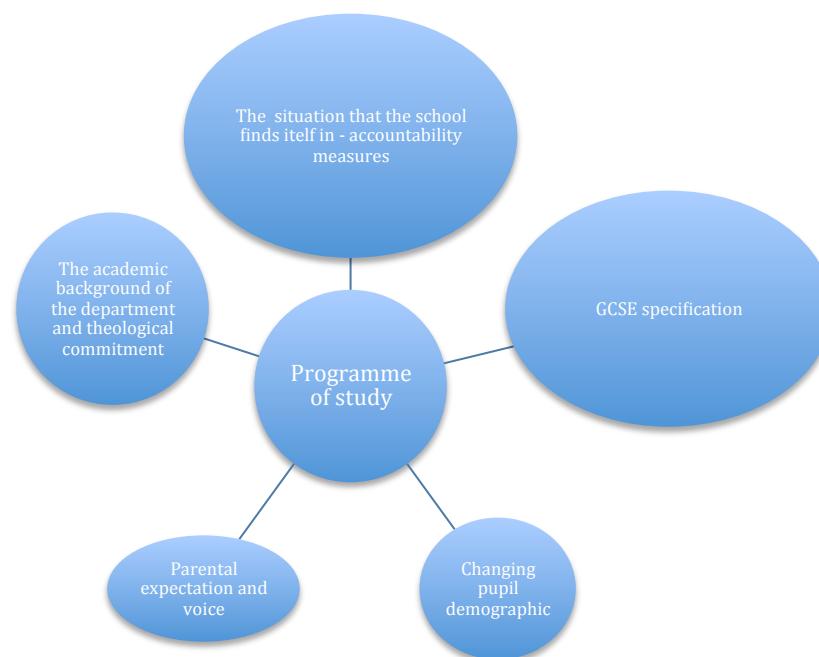 The situation that the school
finds itelf in - accountability
measures
The academic
background of
the department
and theological
commitment
GCSE specification
Programme
of study
Parental
expectation and
voice
Changing
pupil
demographic